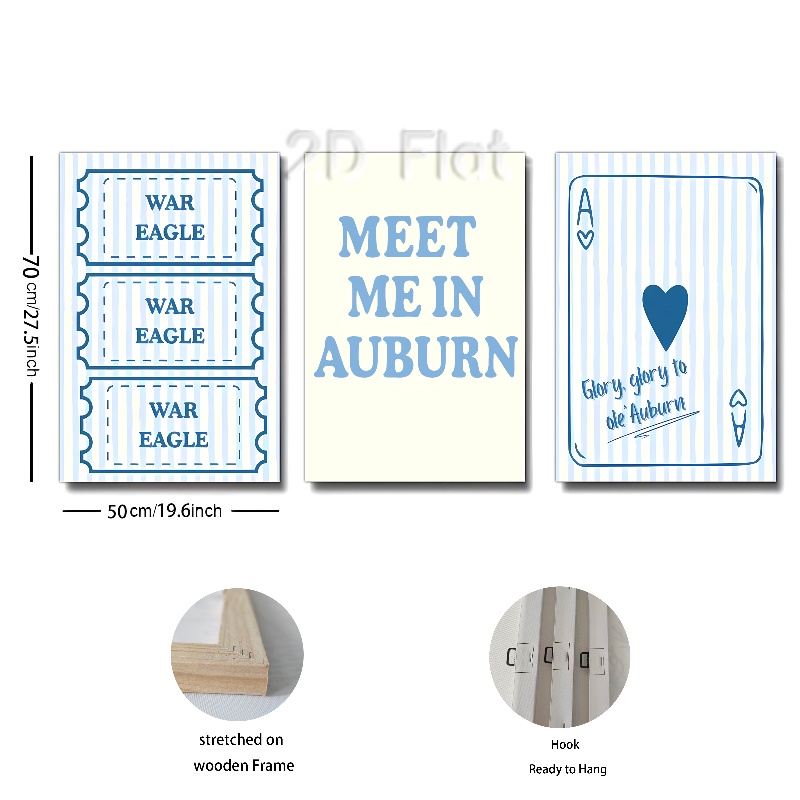 2D Flat
WAR
EAGLE
WAR
EAGLE
WAR
EAGLE
MEET
ME IN
AUBURN
A
Glory, glory to
ole' Auburn
A
70 cm/27.5inch
50cm/19.6inch
stretched on
wooden Frame
Hook
Ready to Hang